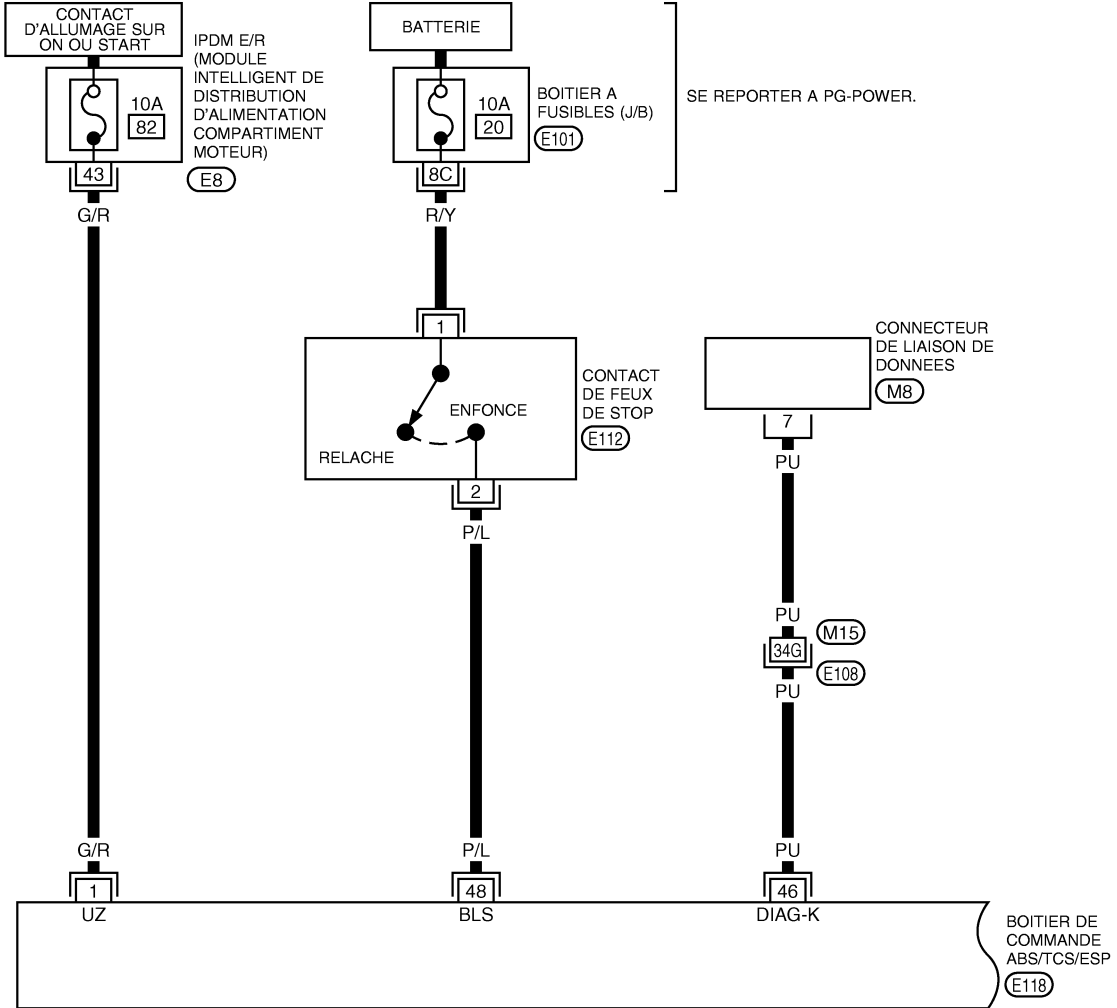 CONTACT
D'ALLUMAGE SUR
ON OU START
IPDM E/R
(MODULE
INTELLIGENT DE
DISTRIBUTION
D'ALIMENTATION
COMPARTIMENT
MOTEUR)
E8
10A
82
43
G/R
BATTERIE
10A
20
BOITIER A
FUSIBLES (J/B)
E101
8C
R/Y
SE REPORTER A PG-POWER.
1
ENFONCE
RELACHE
CONTACT
DE FEUX
DE STOP
E112
2
P/L
CONNECTEUR
DE LIAISON DE
DONNEES
M8
7
PU
PU
M15
34G
E108
PU
G/R
P/L
PU
1
48
46
UZ
BLS
DIAG-K
BOITIER DE
COMMANDE
ABS/TCS/ESP
E118